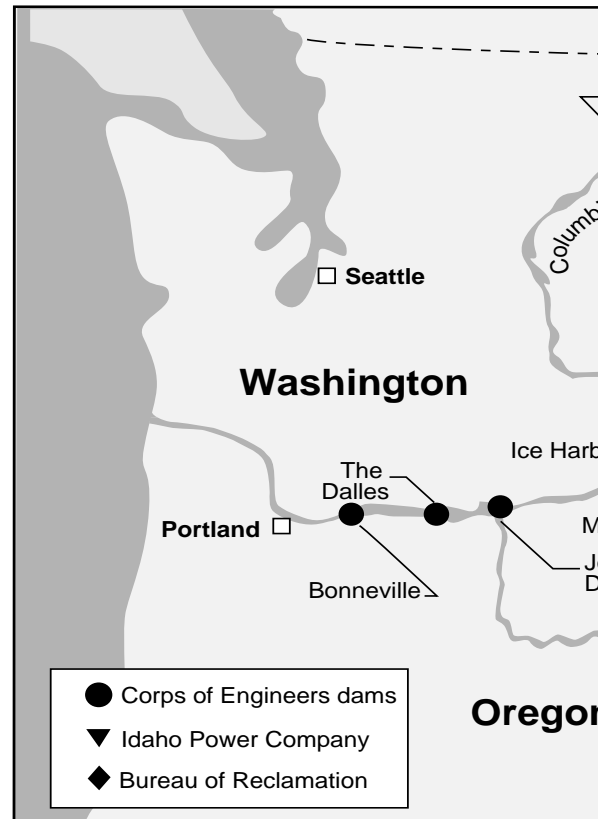 Columbi
Seattle
Washington
Ice Harb
The
Dalles
Portland
M
J
D
Bonneville
Corps of Engineers dams
Oregon
Idaho Power Company
Bureau of Reclamation